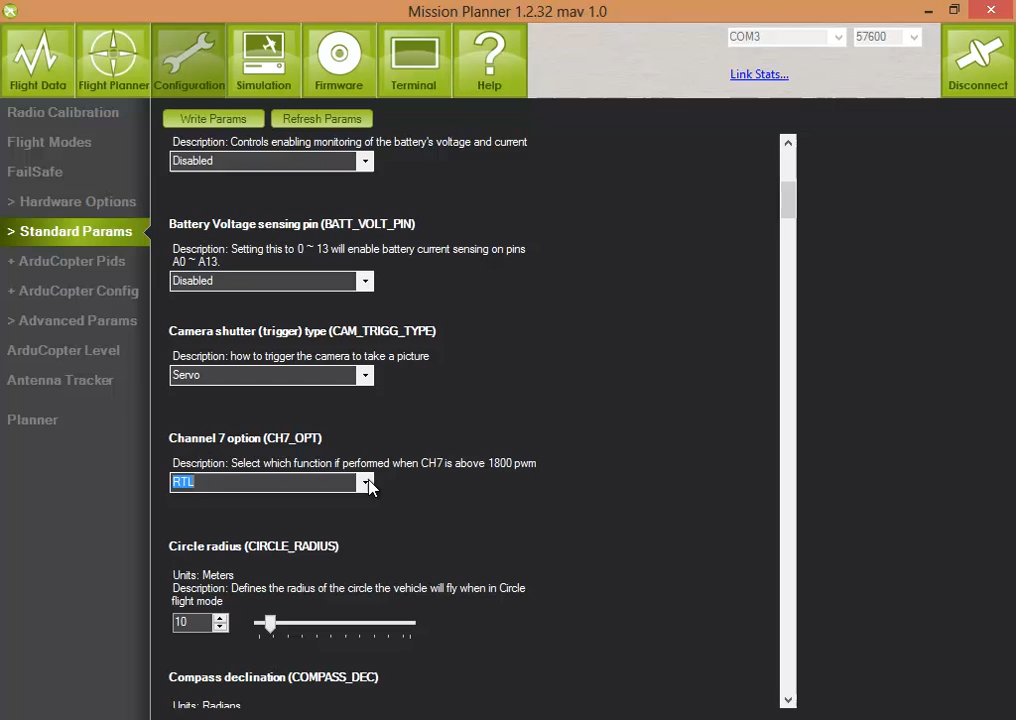 Mission Planner 1.2.32 mav 1.0
Flight Data
Flight Planner
Configuration
Simulation
Firmware
Terminal
Help
COM3
57600
Link Stats...
Disconnect
Radio Calibration
Flight Modes
FailSafe
> Hardware Options
> Standard Params
+ ArduCopter Pids
+ ArduCopter Config
> Advanced Params
ArduCopter Level
Antenna Tracker
Planner
Write Params
Refresh Params
Description: Controls enabling monitoring of the battery's voltage and current
Disabled
Battery Voltage sensing pin (BATT_VOLT_PIN)
Description: Setting this to 0 ~ 13 will enable battery current sensing on pins
A0 ~ A13.
Disabled
Camera shutter (trigger) type (CAM_TRIGG_TYPE)
Description: how to trigger the camera to take a picture
Servo
Channel 7 option (CH7_OPT)
Description: Select which function if performed when CH7 is above 1800 pwm
RTL
Circle radius (CIRCLE_RADIUS)
Units: Meters
Description: Defines the radius of the circle the vehicle will fly when in Circle
flight mode
10
Compass declination (COMPASS_DEC)
Units: Radians